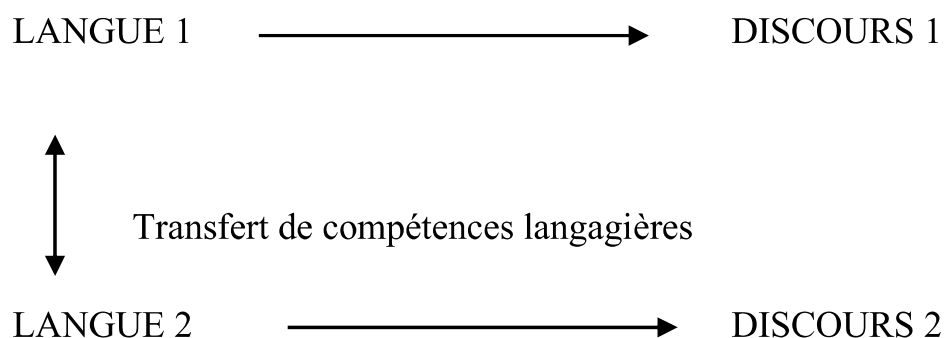 LANGUE 1 DISCOURS 1
Transfert de compétences langagières
LANGUE 2 DISCOURS 2